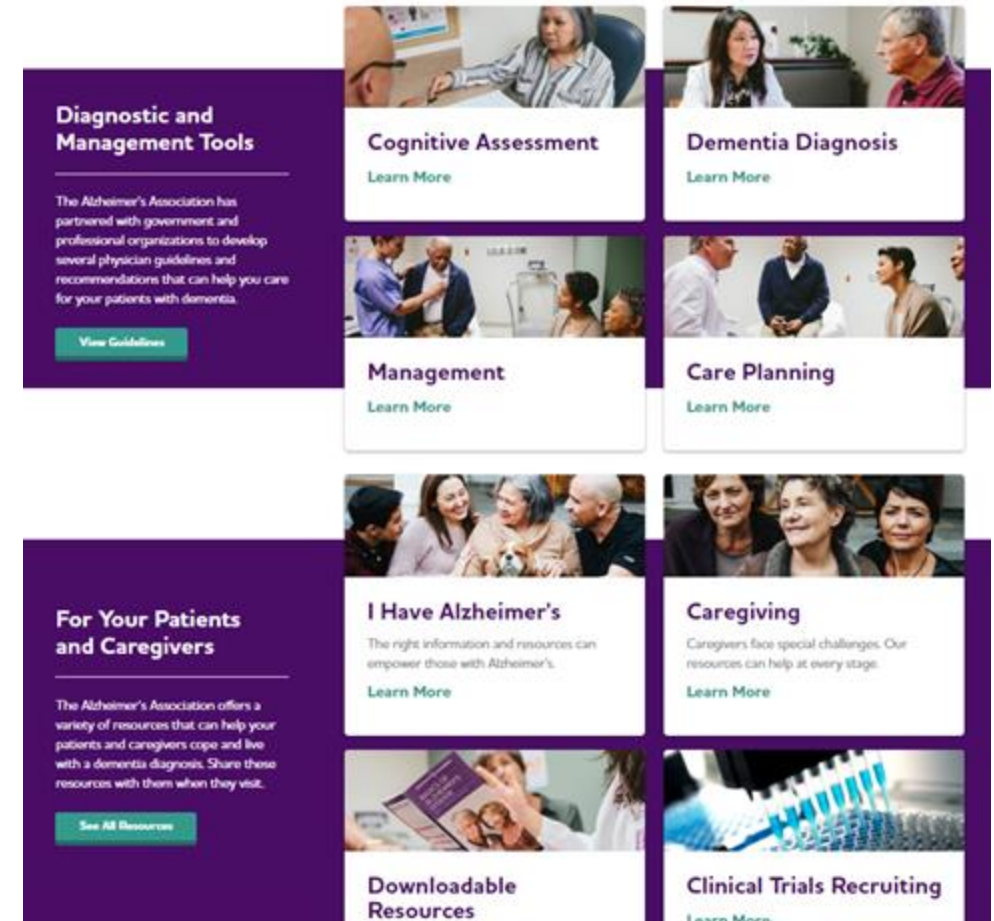 Diagnostic and
Management Tools
The Alzheimer's Association has
partnered with government and
professional organizations to develop
several physician guidelines and
recommendations that can help you care
for your patients with dementia.
View Guidelines
Cognitive Assessment
Learn More
Dementia Diagnosis
Learn More
Management
Learn More
Care Planning
Learn More
For Your Patients
and Caregivers
The Alzheimer's Association offers a
variety of resources that can help your
patients and caregivers cope and live
with a dementia diagnosis. Share these
resources with them when they visit.
See All Resources
I Have Alzheimer's
The right information and resources can
empower those with Alzheimer's.
Learn More
Caregiving
Caregivers face special challenges. Our
resources can help at every stage.
Learn More
Downloadable
Resources
Clinical Trials Recruiting
Learn More